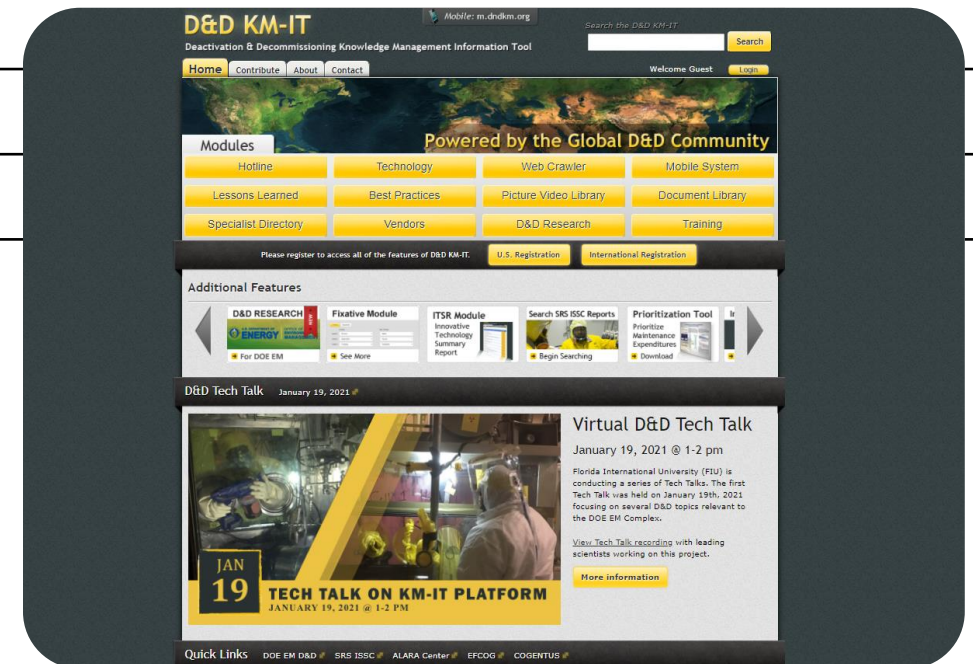 D&D KM-IT
Mobile: m.dndkm.org
Search the D&D KM-IT
Deactivation & Decommissioning Knowledge Management Information Tool
Search
Home Contribute About Contact
Welcome Guest Login
Modules
Powered by the Global D&D Community
Hotline Technology Web Crawler Mobile System
Lessons Learned Best Practices Picture Video Library Document Library
Specialist Directory Vendors D&D Research Training
Please register to access all of the features of D&D KM-IT. U.S. Registration International Registration
Additional Features
D&D RESEARCH
NEW
ENERGY
For DOE EM
Fixative Module
See More
ITSR Module
Innovative
Technology
Summary
Report
Search SRS ISSC Reports
Begin Searching
Prioritization Tool
Prioritize
Maintenance
Expenditures
Download
D&D Tech Talk January 19, 2021
JAN
19
TECH TALK ON KM-IT PLATFORM
JANUARY 19, 2021 @ 1-2 PM
Virtual D&D Tech Talk
January 19, 2021 @ 1-2 pm
Florida International University (FIU) is
conducting a series of Tech Talks. The first
Tech Talk was held on January 19th, 2021
focusing on several D&D topics relevant to
the DOE EM Complex.
View Tech Talk recording with leading
scientists working on this project.
More information
Quick Links DOE EM D&D SRS ISSC ALARA Center EFCOG COGENTUS